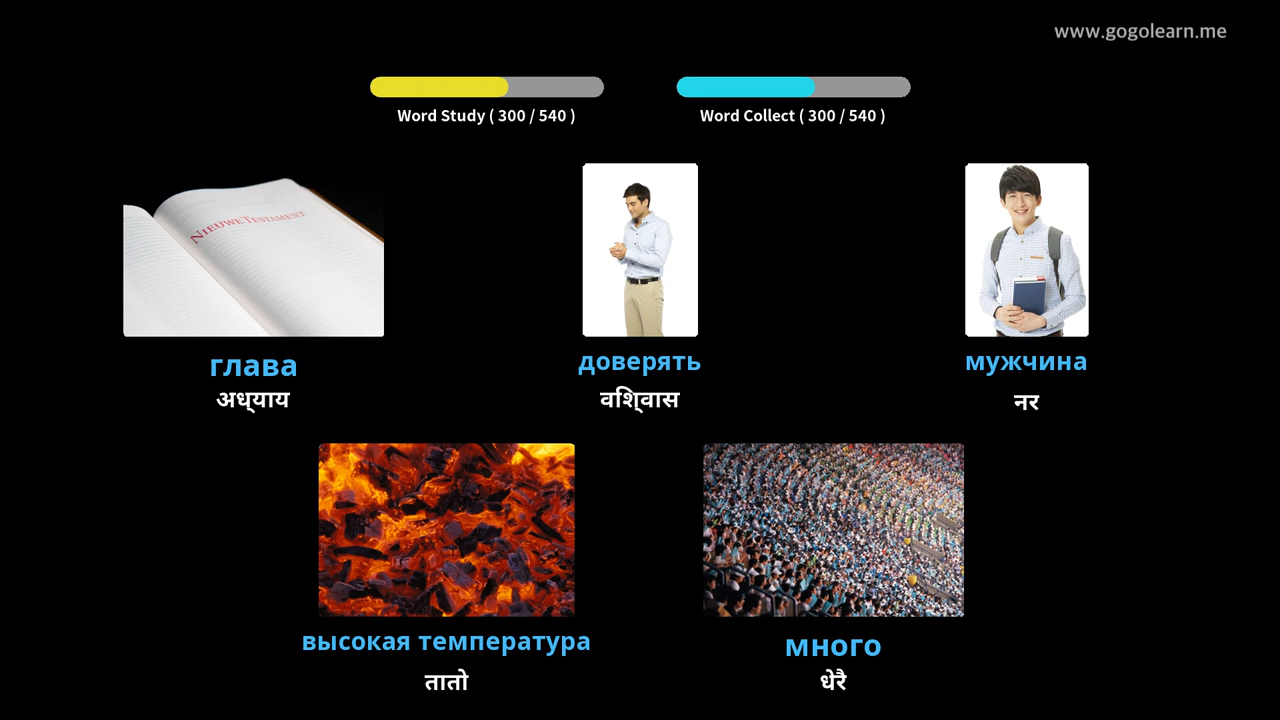 www.gogolearn.me
Word Study ( 300 / 540 )
Word Collect ( 300 / 540 )
NIEUWE TESTAMENT
глава
अध्याय
доверять
विश्वास
мужчина
नर
высокая температура
तातो
много
धेरै